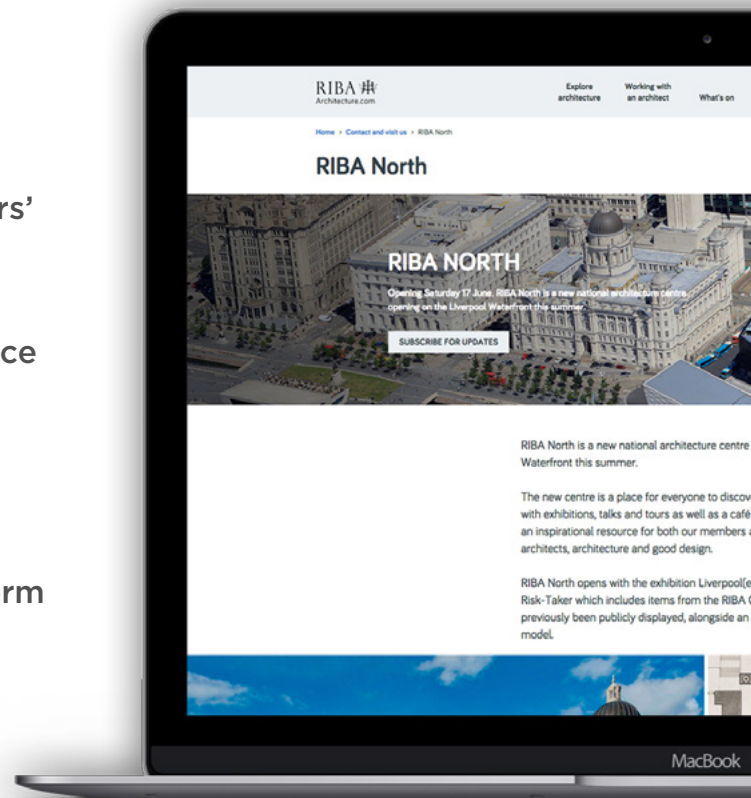 rs'
ce
rm
RIBA
Architecture.com
Explore
architecture
Working with
an architect
What's on
Home > Contact and visit us > RIBA North
RIBA North
RIBA NORTH
Opening Saturday 17 June. RIBA North is a new national architecture centre
opening on the Liverpool Waterfront this summer.
SUBSCRIBE FOR UPDATES
RIBA North is a new national architecture centre
Waterfront this summer.
The new centre is a place for everyone to discov
with exhibitions, talks and tours as well as a café
an inspirational resource for both our members a
architects, architecture and good design.
RIBA North opens with the exhibition Liverpool(e
Risk-Taker which includes items from the RIBA C
previously been publicly displayed, alongside an
model.
MacBook